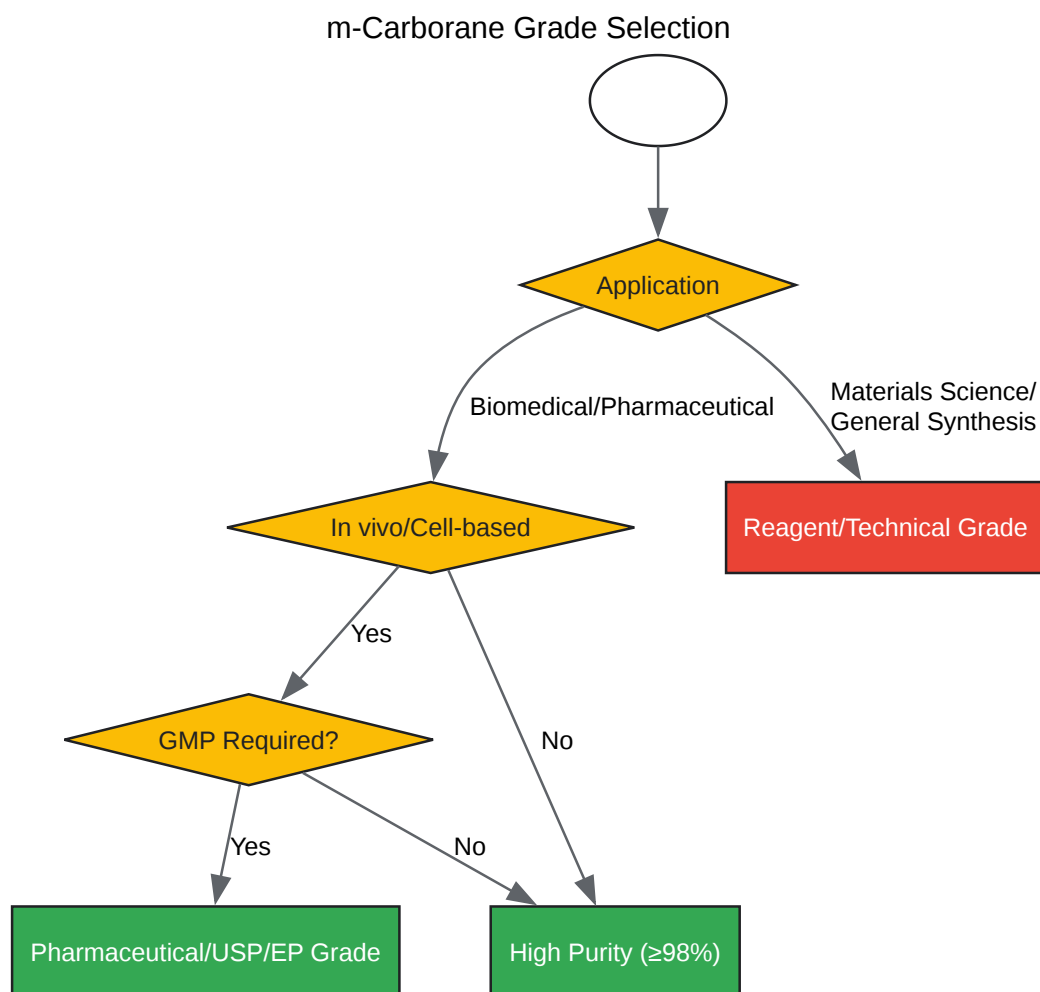 m-Carborane Grade Selection
Application
Biomedical/Pharmaceutical
Materials Science/
General Synthesis
In vivo/Cell-based
Reagent/Technical Grade
Yes
No
GMP Required?
Yes
No
Pharmaceutical/USP/EP Grade
High Purity (≥98%)